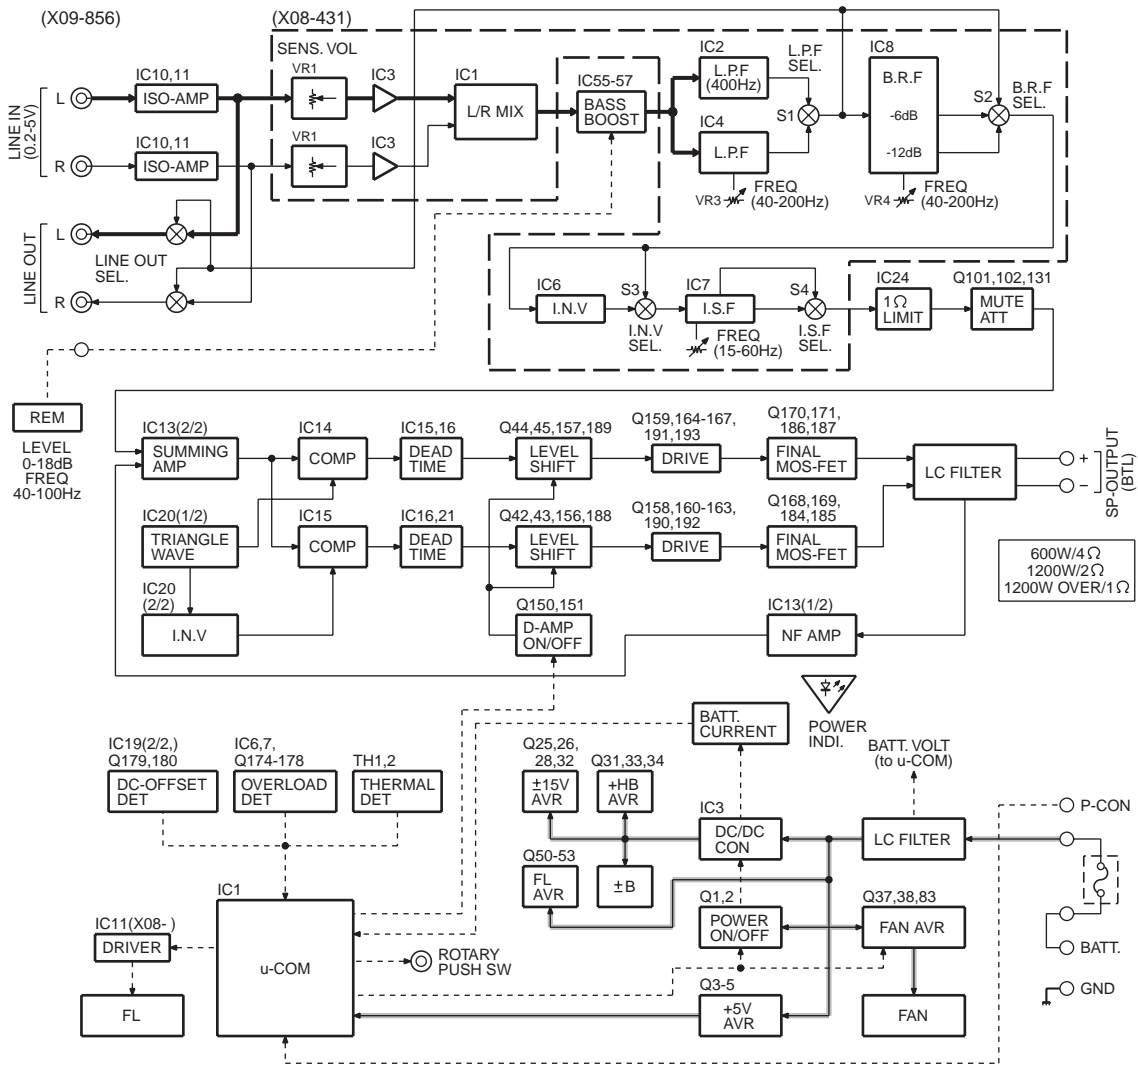 (X09-856)
(X08-431)
SENS. VOL
LINE IN
(0.2-5V)
L
IC10,11
ISO-AMP
VR1
IC3
IC1
L/R MIX
R
IC10,11
ISO-AMP
VR1
IC3
IC55-57
BASS
BOOST
IC2
L.P.F
(400Hz)
L.P.F
SEL.
S1
IC4
L.P.F
VR3
FREQ
(40-200Hz)
IC8
B.R.F
-6dB
-12dB
S2
B.R.F
SEL.
VR4
FREQ
(40-200Hz)
LINE OUT
L
R
LINE OUT
SEL.
IC6
I.N.V
S3
I.N.V
SEL.
IC7
I.S.F
FREQ
(15-60Hz)
S4
I.S.F
SEL.
IC24
1Ω
LIMIT
Q101,102,131
MUTE
ATT
REM
LEVEL
0-18dB
FREQ
40-100Hz
IC13(2/2)
SUMMING
AMP
IC14
COMP
IC15,16
DEAD
TIME
Q44,45,157,189
LEVEL
SHIFT
Q159,164-167,
191,193
DRIVE
Q170,171,
186,187
FINAL
MOS-FET
LC FILTER
+
−
SP-OUTPUT
(BTL)
IC20(1/2)
TRIANGLE
WAVE
IC15
COMP
IC16,21
DEAD
TIME
Q42,43,156,188
LEVEL
SHIFT
Q158,160-163,
190,192
DRIVE
Q168,169,
184,185
FINAL
MOS-FET
600W/4Ω
1200W/2Ω
1200W OVER/1Ω
IC20
(2/2)
I.N.V
Q150,151
D-AMP
ON/OFF
IC13(1/2)
NF AMP
POWER
INDI.
BATT.
CURRENT
BATT. VOLT
(to u-COM)
IC19(2/2,)
Q179,180
DC-OFFSET
DET
IC6,7,
Q174-178
OVERLOAD
DET
TH1,2
THERMAL
DET
Q25,26,
28,32
±15V
AVR
Q31,33,34
+HB
AVR
IC3
DC/DC
CON
LC FILTER
P-CON
Q50-53
FL
AVR
±B
Q1,2
POWER
ON/OFF
Q37,38,83
FAN AVR
IC1
u-COM
IC11(X08- )
DRIVER
ROTARY
PUSH SW
BATT.
FL
Q3-5
+5V
AVR
FAN
GND